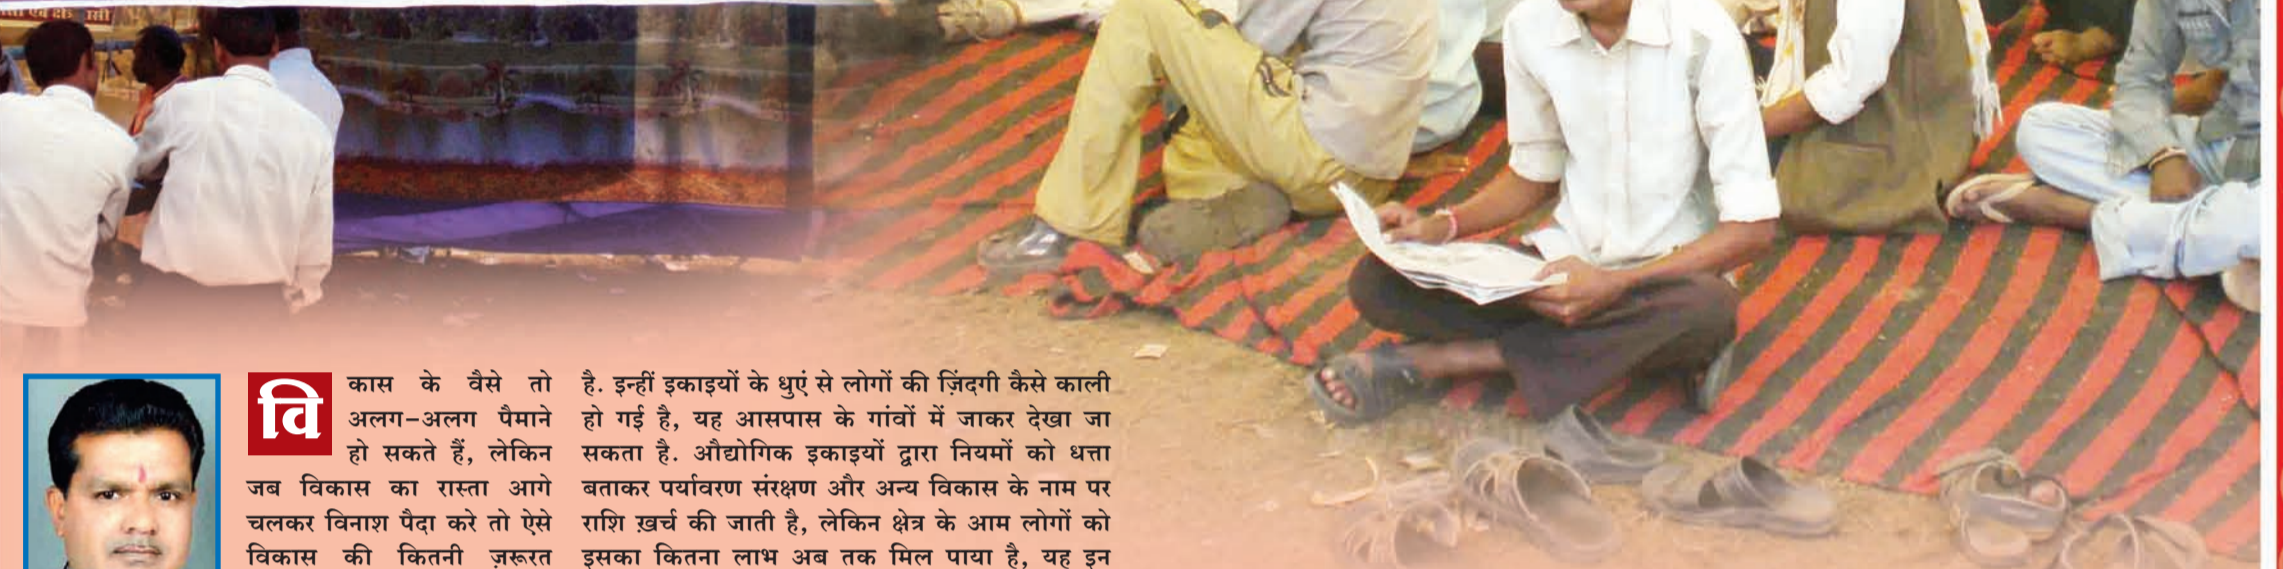 विकास के वैसे तो
अलग-अलग पैमाने
हो सकते हैं, लेकिन
जब विकास का रास्ता आगे
चलकर विनाश पैदा करे तो ऐसे
विकास की कितनी ज़रूरत
है. इन्हीं इकाइयों के धुएं से लोगों की ज़िंदगी कैसे काली
हो गई है, यह आसपास के गांवों में जाकर देखा जा
सकता है. औद्योगिक इकाइयों द्वारा नियमों को धत्ता
बताकर पर्यावरण संरक्षण और अन्य विकास के नाम पर
राशि ख़र्च की जाती है, लेकिन क्षेत्र के आम लोगों को
इसका कितना लाभ अब तक मिल पाया है, यह इन